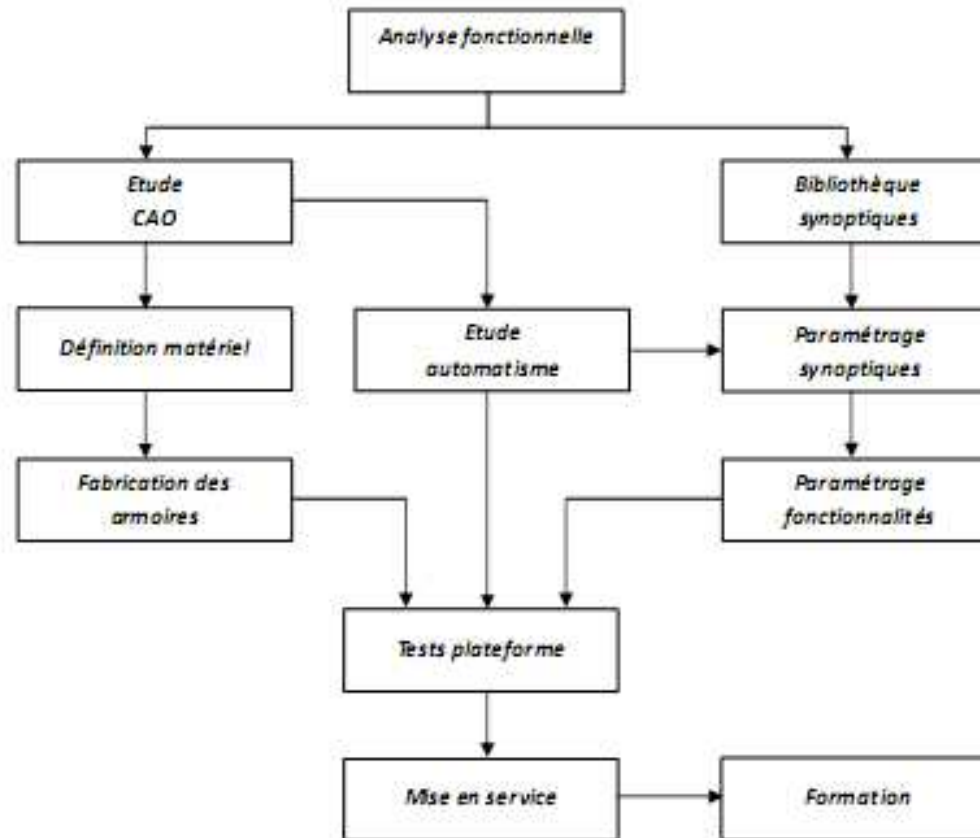 Analyse fonctionnelle
Etude
CAO
Bibliothèque
synoptiques
Définition matériel
Etude
automatisme
Paramétrage
synoptiques
Fabrication des
armoires
Paramétrage
fonctionnalités
Tests plateforme
Mise en service
Formation